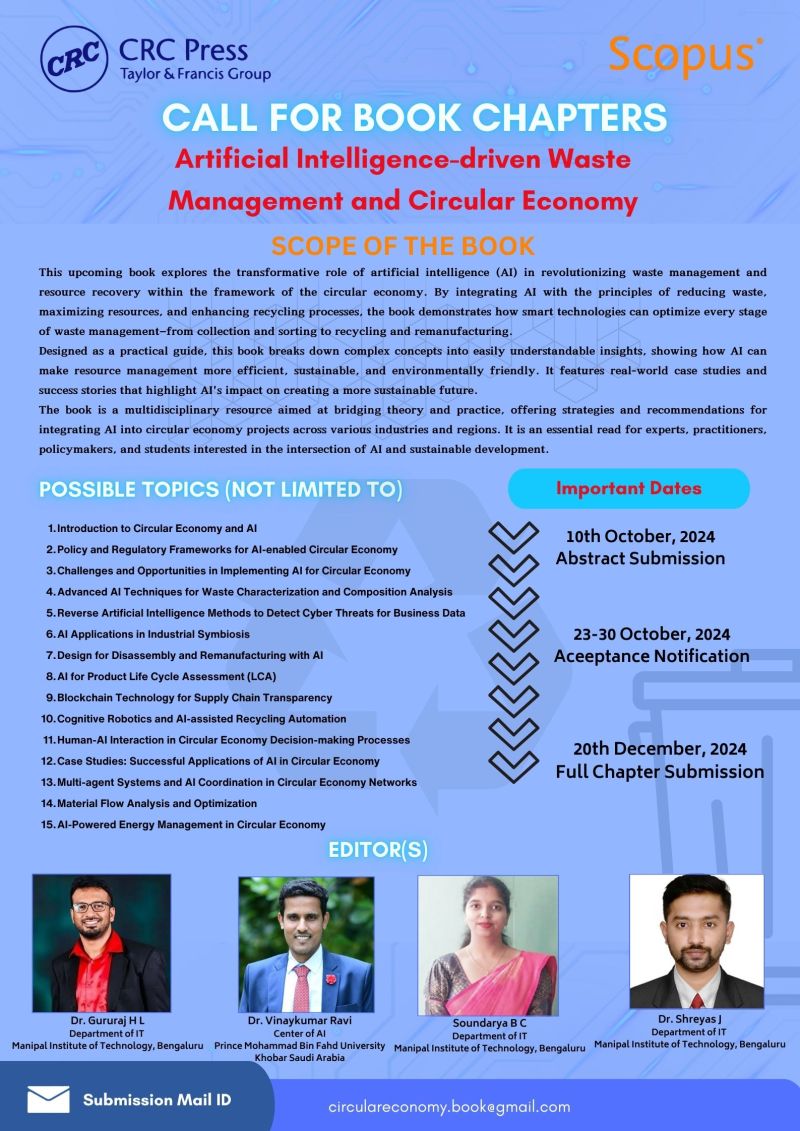 CRC
CRC Press
Taylor & Francis Group
Scopus®
CALL FOR BOOK CHAPTERS
Artificial Intelligence-driven Waste
Management and Circular Economy
SCOPE OF THE BOOK
This upcoming book explores the transformative role of artificial intelligence (AI) in revolutionizing waste management and
resource recovery within the framework of the circular economy. By integrating AI with the principles of reducing waste,
maximizing resources, and enhancing recycling processes, the book demonstrates how smart technologies can optimize every stage
of waste management—from collection and sorting to recycling and remanufacturing.
Designed as a practical guide, this book breaks down complex concepts into easily understandable insights, showing how AI can
make resource management more efficient, sustainable, and environmentally friendly. It features real-world case studies and
success stories that highlight AI's impact on creating a more sustainable future.
The book is a multidisciplinary resource aimed at bridging theory and practice, offering strategies and recommendations for
integrating AI into circular economy projects across various industries and regions. It is an essential read for experts, practitioners,
policymakers, and students interested in the intersection of AI and sustainable development.
POSSIBLE TOPICS (NOT LIMITED TO)
1. Introduction to Circular Economy and AI
2. Policy and Regulatory Frameworks for AI-enabled Circular Economy
3. Challenges and Opportunities in Implementing AI for Circular Economy
4. Advanced AI Techniques for Waste Characterization and Composition Analysis
5. Reverse Artificial Intelligence Methods to Detect Cyber Threats for Business Data
6. AI Applications in Industrial Symbiosis
7. Design for Disassembly and Remanufacturing with AI
8. AI for Product Life Cycle Assessment (LCA)
9. Blockchain Technology for Supply Chain Transparency
10. Cognitive Robotics and AI-assisted Recycling Automation
11. Human-AI Interaction in Circular Economy Decision-making Processes
12. Case Studies: Successful Applications of AI in Circular Economy
13. Multi-agent Systems and AI Coordination in Circular Economy Networks
14. Material Flow Analysis and Optimization
15. AI-Powered Energy Management in Circular Economy
Important Dates
10th October, 2024
Abstract Submission
23-30 October, 2024
Aceeptance Notification
20th December, 2024
Full Chapter Submission
EDITOR(S)
Dr. Gururaj H L
Department of IT
Manipal Institute of Technology, Bengaluru
Dr. Vinaykumar Ravi
Center of AI
Prince Mohammad Bin Fahd University
Khobar Saudi Arabia
Soundarya B C
Department of IT
Manipal Institute of Technology, Bengaluru
Dr. Shreyas J
Department of IT
Manipal Institute of Technology, Bengaluru
Submission Mail ID
circulareconomy.book@gmail.com